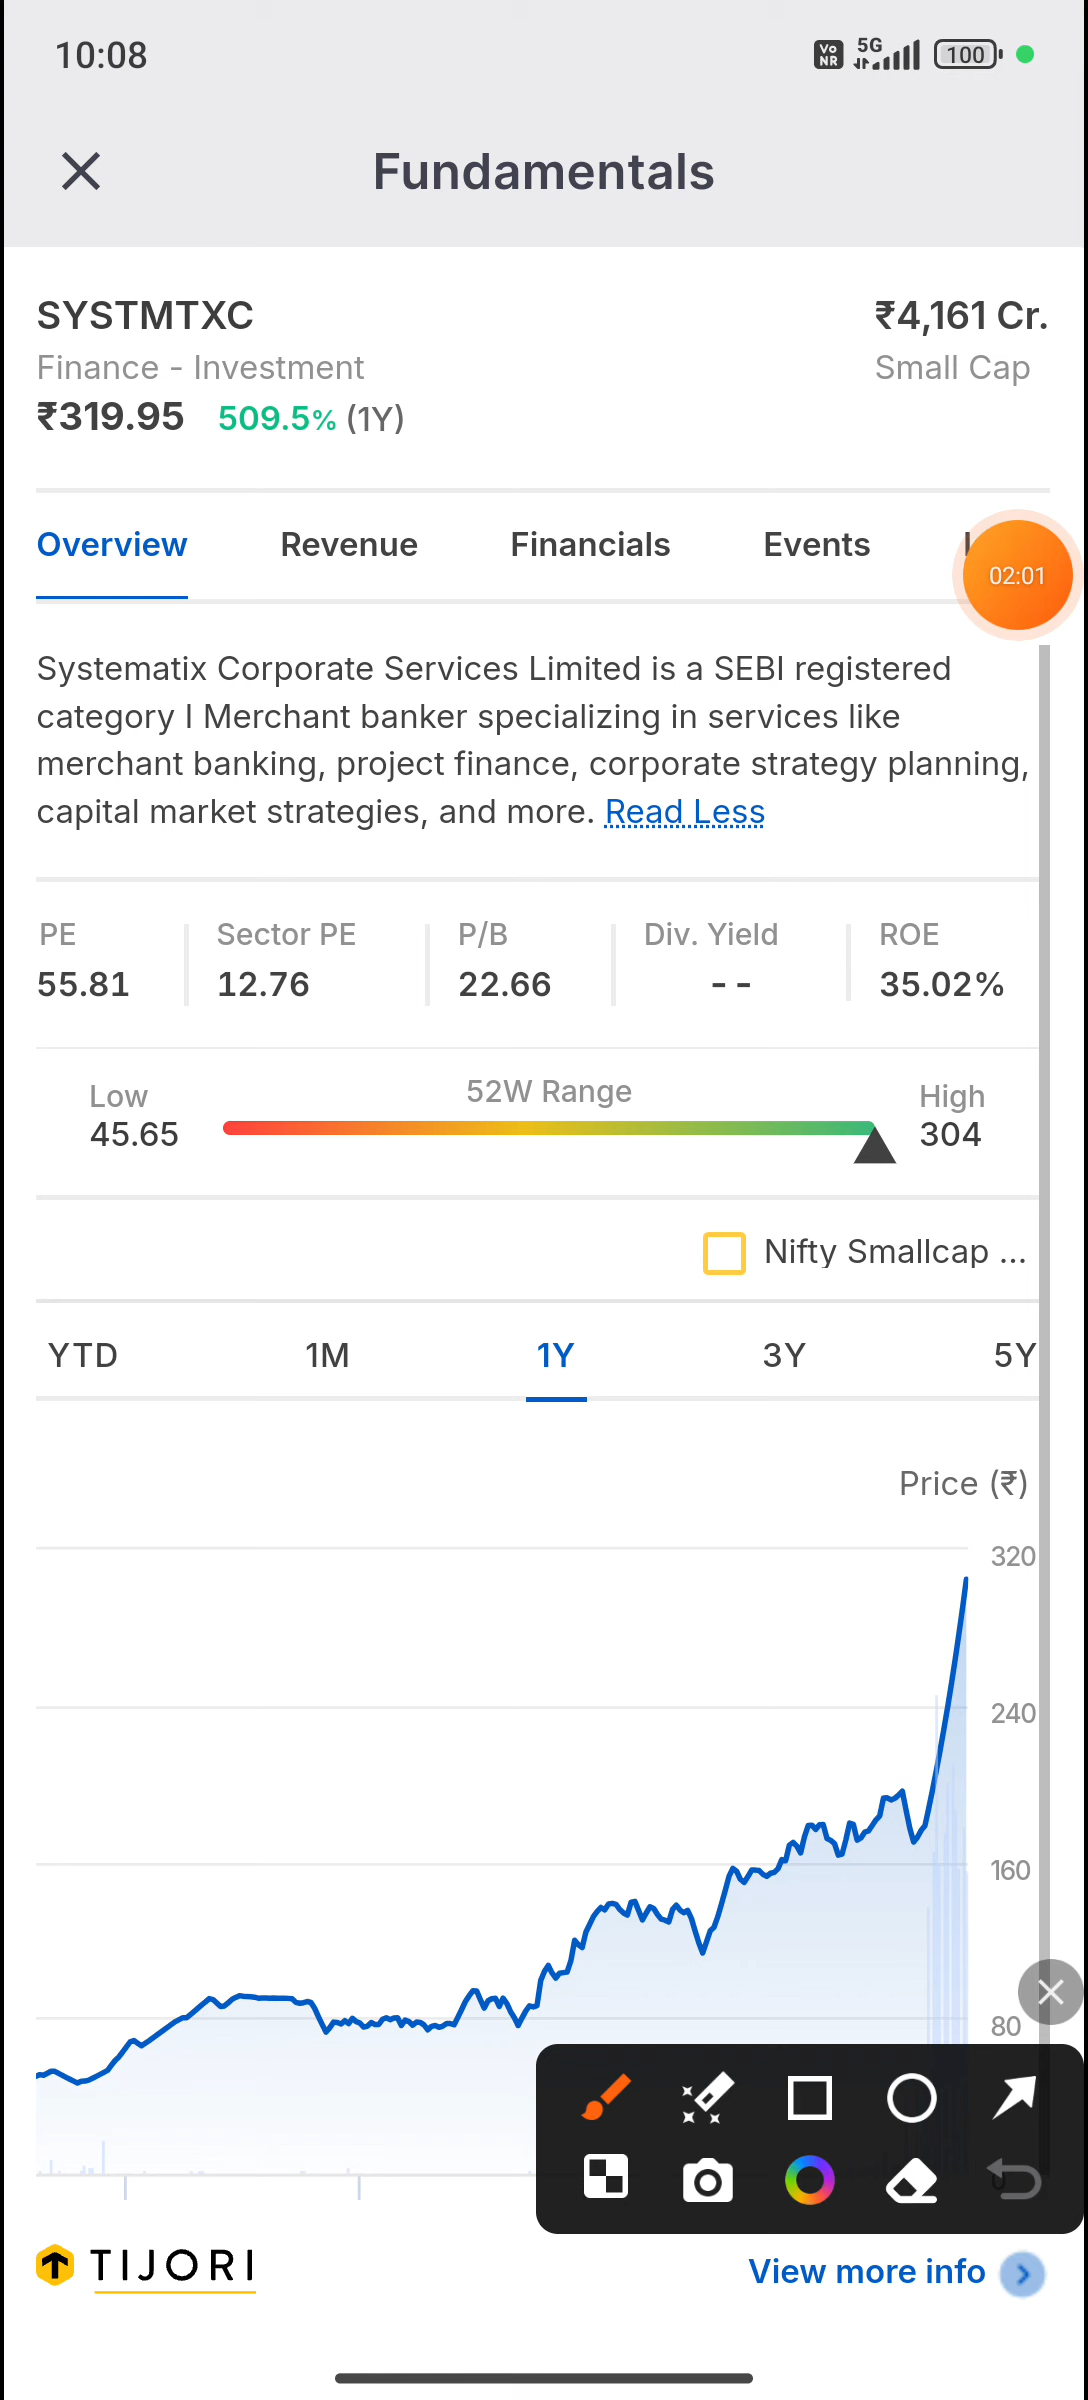 10:08
Vo NR
5G
100
Fundamentals
SYSTMTXC
₹4,161 Cr.
Finance - Investment
Small Cap
₹319.95 509.5% (1Y)
Overview Revenue Financials Events
02:01
Systematix Corporate Services Limited is a SEBI registered
category I Merchant banker specializing in services like
merchant banking, project finance, corporate strategy planning,
capital market strategies, and more. Read Less
PE Sector PE P/B Div. Yield ROE
55.81 12.76 22.66 -- 35.02%
Low 52W Range High
45.65 304
Nifty Smallcap ...
YTD 1M 1Y 3Y 5Y
Price (₹)
320
240
160
80
0
TIJORI
View more info